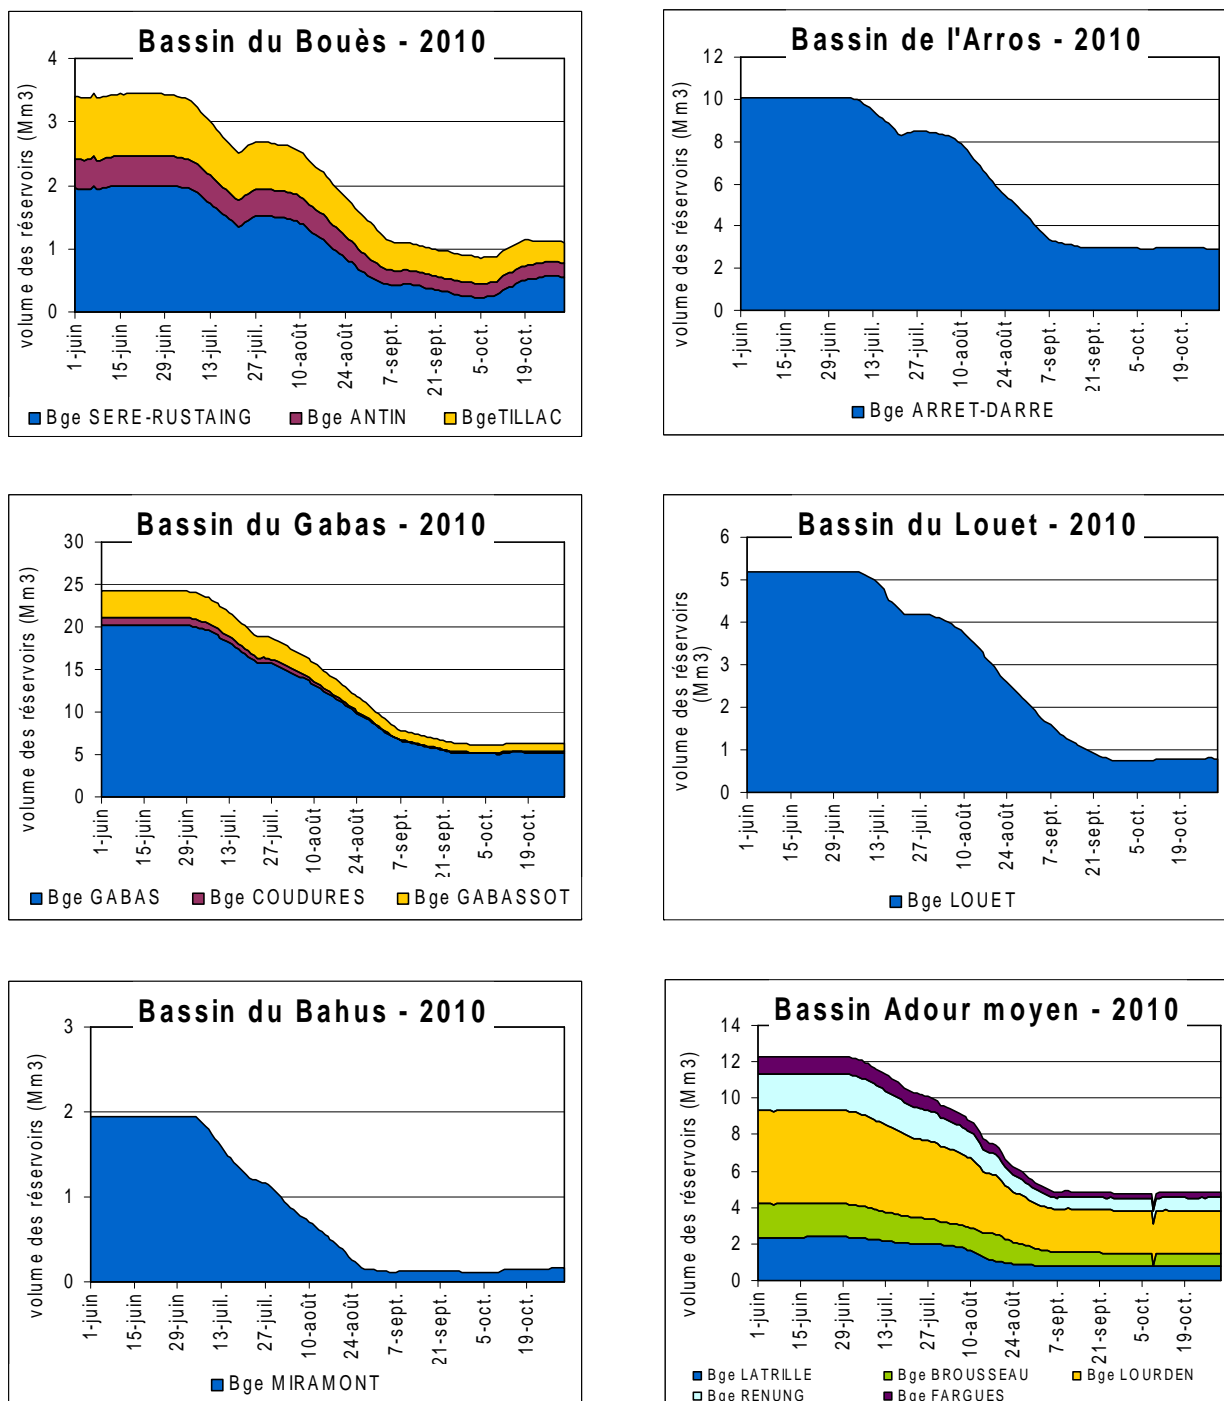 Bassin du Bouès - 2010
volume des réservoirs (Mm3)
4
3
2
1
0
1-juin
15-juin
29-juin
13-juil.
27-juil.
10-août
24-août
7-sept.
21-sept.
5-oct.
19-oct.
Bge SERE-RUSTAING Bge ANTIN BgeTILLAC
Bassin de l'Arros - 2010
volume des réservoirs (Mm3)
12
10
8
6
4
2
0
1-juin
15-juin
29-juin
13-juil.
27-juil.
10-août
24-août
7-sept.
21-sept.
5-oct.
19-oct.
Bge ARRET-DARRE
Bassin du Gabas - 2010
volume des réservoirs (Mm3)
30
25
20
15
10
5
0
1-juin
15-juin
29-juin
13-juil.
27-juil.
10-août
24-août
7-sept.
21-sept.
5-oct.
19-oct.
Bge GABAS Bge COUDURES Bge GABASSOT
Bassin du Louet - 2010
volume des réservoirs
(Mm3)
6
5
4
3
2
1
0
1-juin
15-juin
29-juin
13-juil.
27-juil.
10-août
24-août
7-sept.
21-sept.
5-oct.
19-oct.
Bge LOUET
Bassin du Bahus - 2010
volume des réservoirs (Mm3)
3
2
1
0
1-juin
15-juin
29-juin
13-juil.
27-juil.
10-août
24-août
7-sept.
21-sept.
5-oct.
19-oct.
Bge MIRAMONT
Bassin Adour moyen - 2010
volume des réservoirs (Mm3)
14
12
10
8
6
4
2
0
1-juin
15-juin
29-juin
13-juil.
27-juil.
10-août
24-août
7-sept.
21-sept.
5-oct.
19-oct.
Bge LATRILLE Bge BROUSSEAU Bge LOURDEN
Bge RENUNG Bge FARGUES